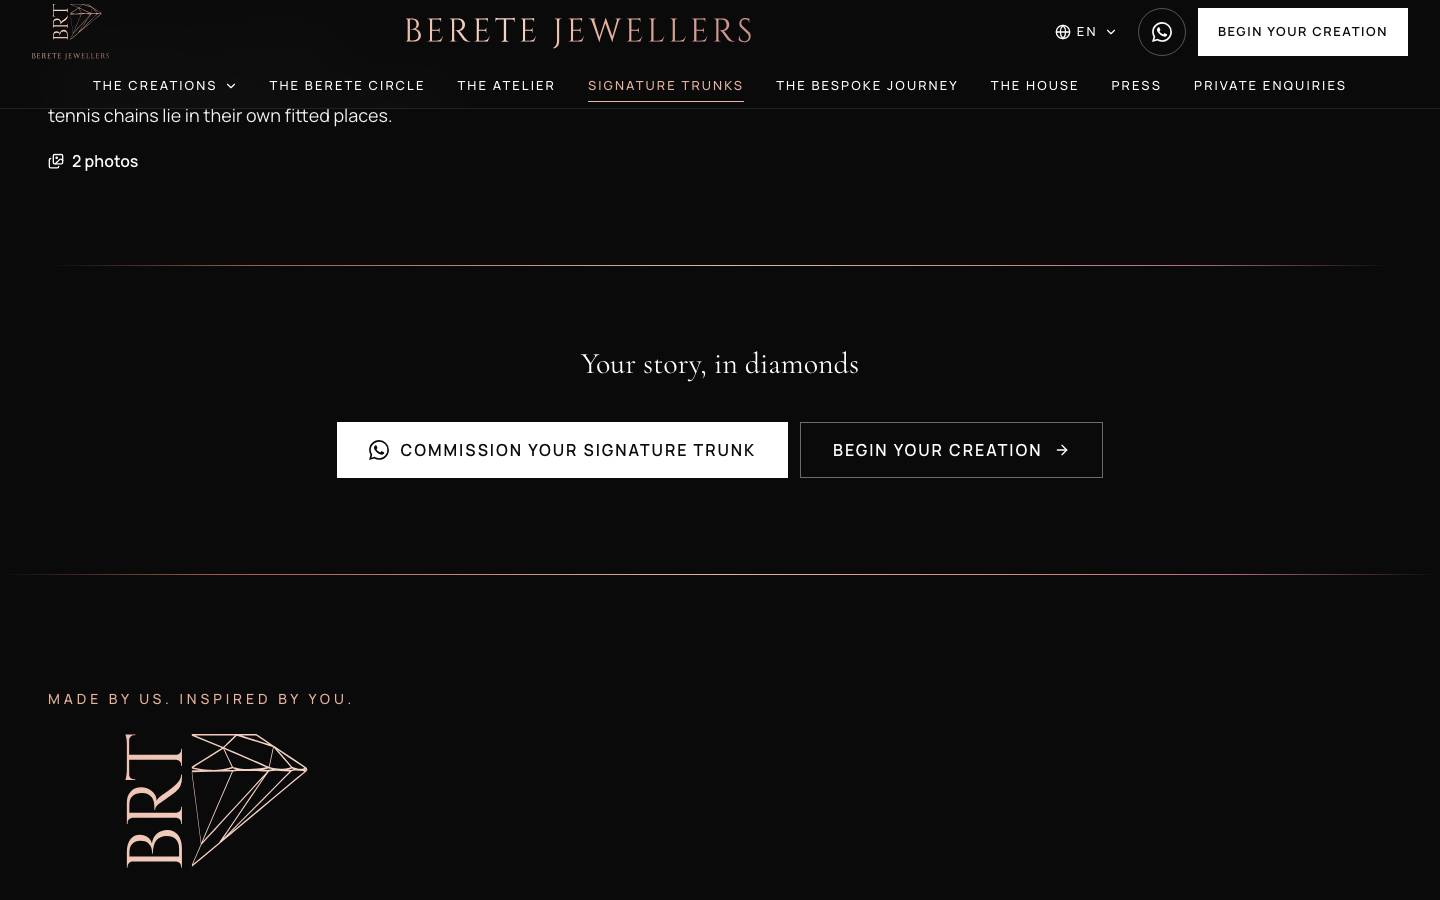 BRT
BERETE JEWELLERS
BERETE JEWELLERS
EN
BEGIN YOUR CREATION
THE CREATIONS
THE BERETE CIRCLE
THE ATELIER
SIGNATURE TRUNKS
THE BESPOKE JOURNEY
THE HOUSE
PRESS
PRIVATE ENQUIRIES
tennis chains lie in their own fitted places.
2 photos
Your story, in diamonds
COMMISSION YOUR SIGNATURE TRUNK
BEGIN YOUR CREATION
MADE BY US. INSPIRED BY YOU.
BRT